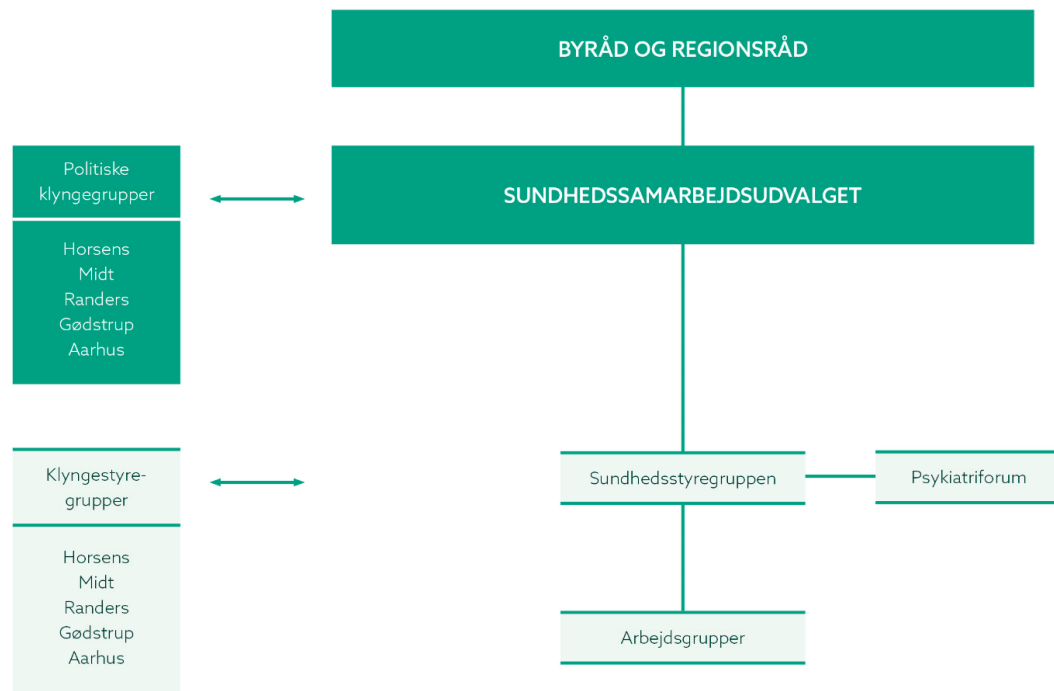 BYRÅD OG REGIONSRÅD
Politiske
klyngegrupper
SUNDHEDSSAMARBEJDSUDVALGET
Horsens
Midt
Randers
Gødstrup
Aarhus
Klyngestyre-
grupper
Sundhedsstyregruppen
Psykiatriforum
Horsens
Midt
Randers
Gødstrup
Aarhus
Arbejdsgrupper